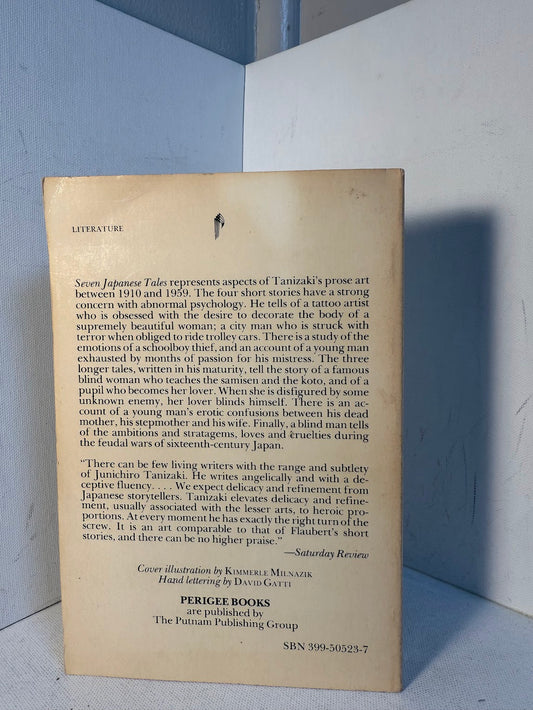 LITERATURE
Seven Japanese Tales represents aspects of Tanizaki's prose art
between 1910 and 1959. The four short stories have a strong
concern with abnormal psychology. He tells of a tattoo artist
who is obsessed with the desire to decorate the body of a
supremely beautiful woman; a city man who is struck with
terror when obliged to ride trolley cars. There is a study of the
emotions of a schoolboy thief, and an account of a young man
exhausted by months of passion for his mistress. The three
longer tales, written in his maturity, tell the story of a famous
blind woman who teaches the samisen and the koto, and of a
pupil who becomes her lover. When she is disfigured by some
unknown enemy, her lover blinds himself. There is an ac-
count of a young man's erotic confusions between his dead
mother, his stepmother and his wife. Finally, a blind man tells
of the ambitions and stratagems, loves and cruelties during
the feudal wars of sixteenth-century Japan.
"There can be few living writers with the range and subtlety
of Junichiro Tanizaki. He writes angelically and with a de-
ceptive fluency. . . . We expect delicacy and refinement from
Japanese storytellers. Tanizaki elevates delicacy and refine-
ment, usually associated with the lesser arts, to heroic pro-
portions. At every moment he has exactly the right turn of the
screw. It is an art comparable to that of Flaubert's short
stories, and there can be no higher praise."
—Saturday Review
Cover illustration by KIMMERLE MILNAZIK
Hand lettering by DAVID GATTI
PERIGEE BOOKS
are published by
The Putnam Publishing Group
SBN 399-50523-7